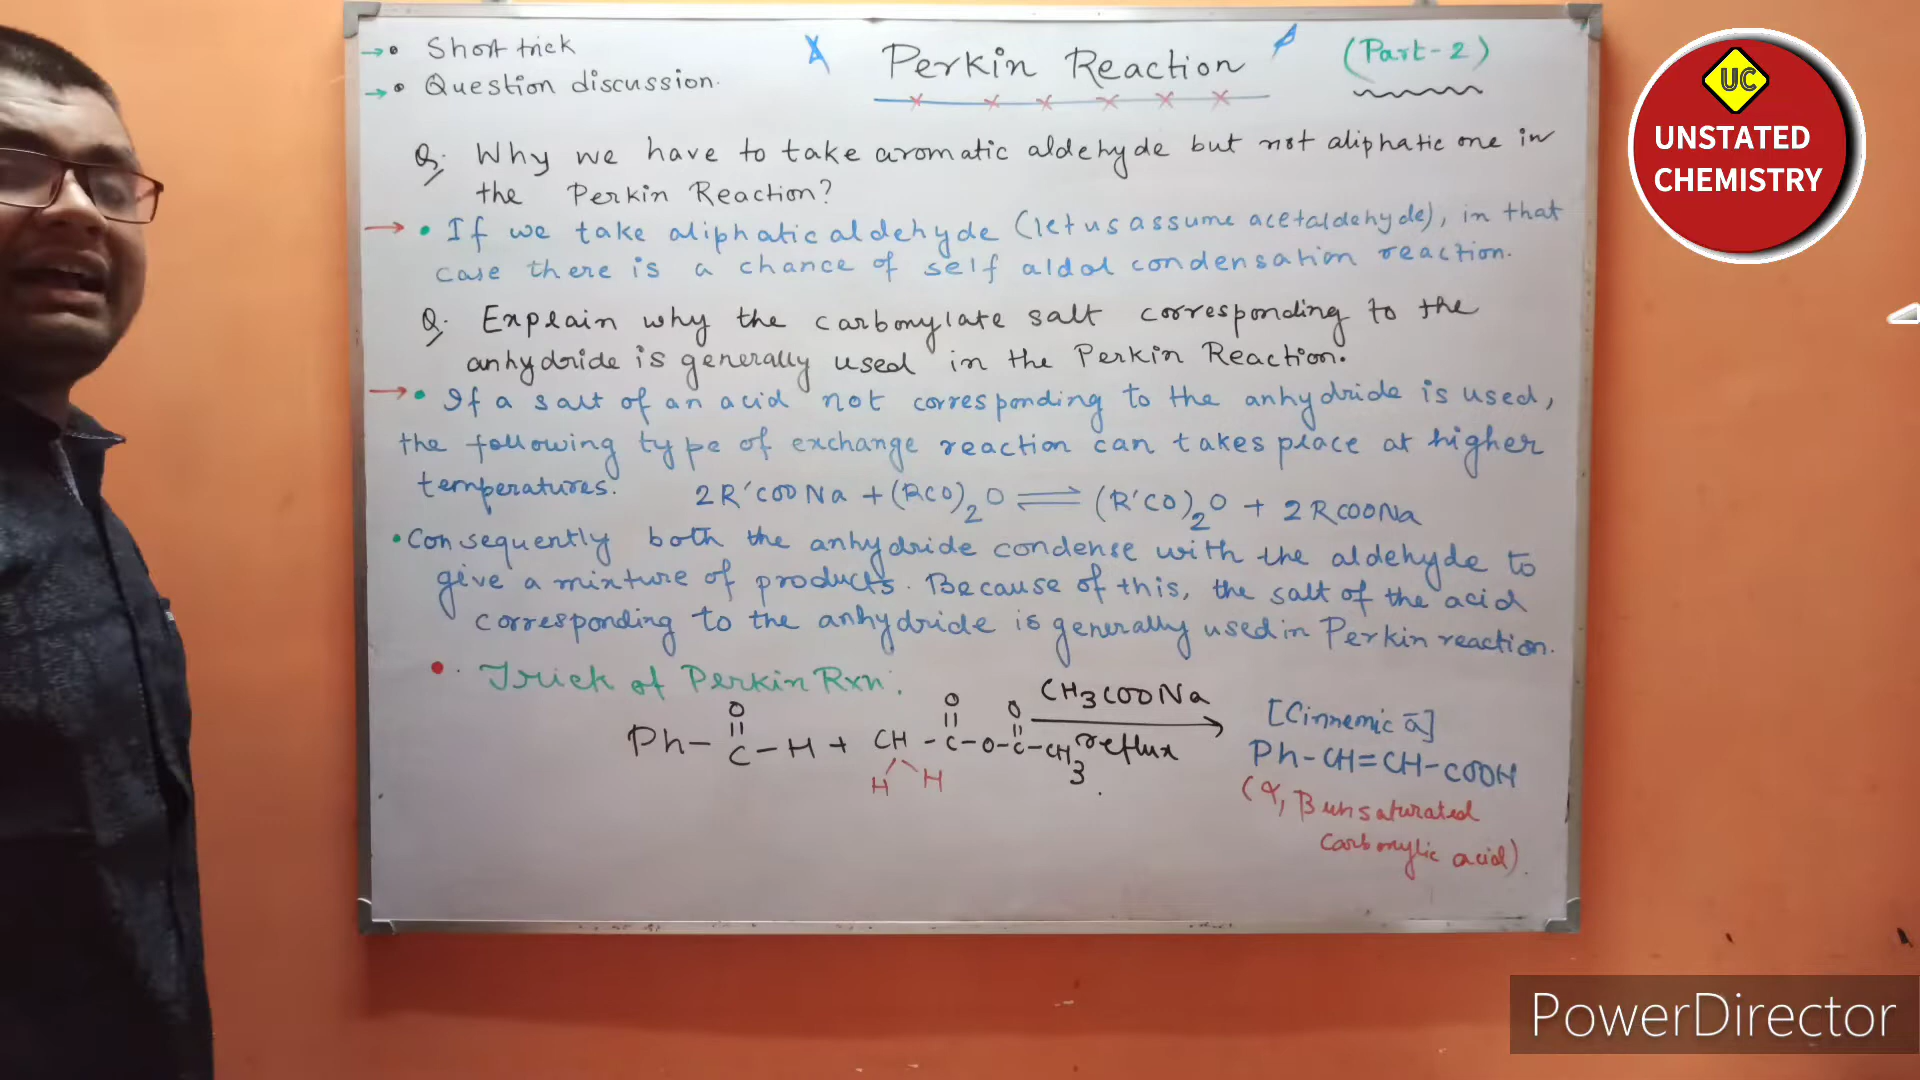 → • Short trick
→ • Question discussion.
Perkin Reaction
(Part-2)
UC
UNSTATED
CHEMISTRY
Q. Why we have to take aromatic aldehyde but not aliphatic one in
the Perkin Reaction?
→ • If we take aliphatic aldehyde (let us assume acetaldehyde), in that
case there is a chance of self aldol condensation reaction.
Q. Explain why the carboxylate salt corresponding to the
anhydride is generally used in the Perkin Reaction.
→ • If a salt of an acid not corresponding to the anhydride is used,
the following type of exchange reaction can takes place at higher
temperatures. 2R'COONa + (RCO)₂O ⇌ (R'CO)₂O + 2RCOONa
• Consequently both the anhydride condense with the aldehyde to
give a mixture of products. Because of this, the salt of the acid
corresponding to the anhydride is generally used in Perkin reaction.
• Trick of Perkin Rxn:
CH₃COONa
[Cinnemic ā]
O O O
Ph-C-H + CH-C-O-C-CH₃ reflux → Ph-CH=CH-COOH
H H
(α, β unsaturated
carboxylic acid).
PowerDirector